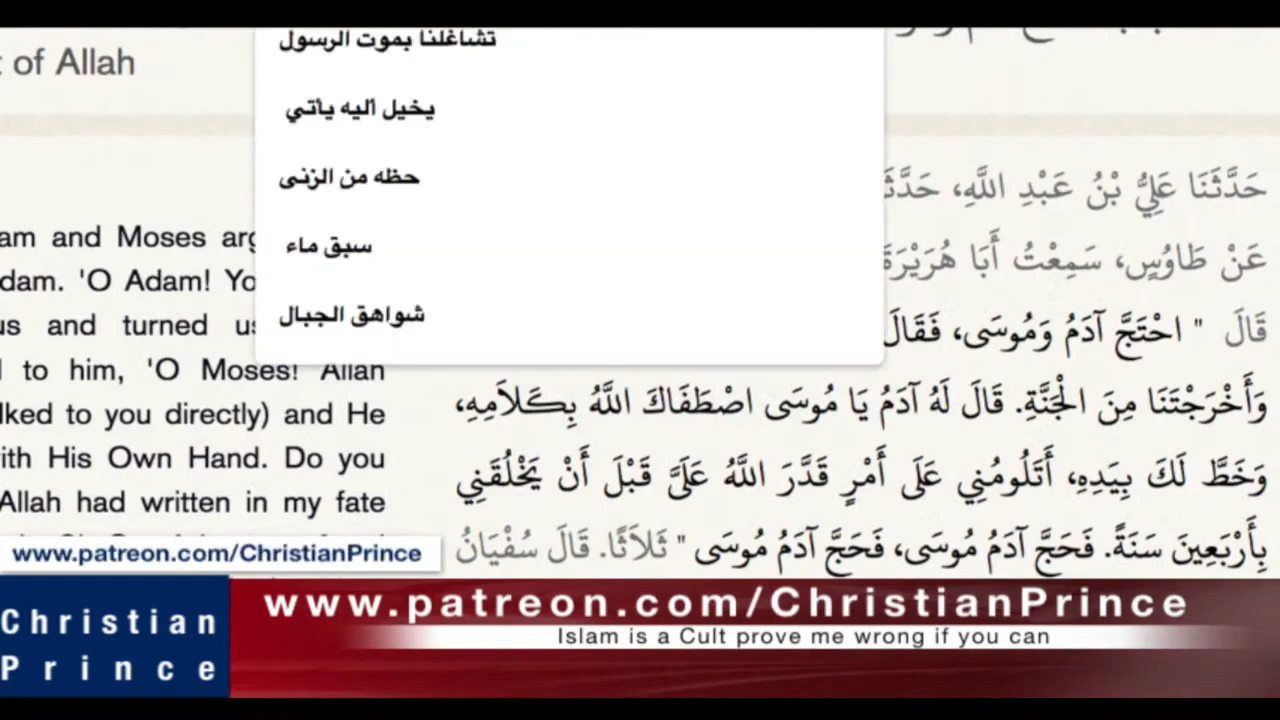 of Allah
تشاغلنا بموت الرسول
يخيل أليه يأتي
حظه من الزنى
سبق ماء
شواهق الجبال
am and Moses
dam. 'O Adam!
us and turned
to him, 'O Moses! Allah
lked to you directly) and He
ith His Own Hand. Do you
Allah had written in my fate
حَدَّثَنَا عَلِيُّ بْنُ عَبْدِ اللَّهِ،
عَنْ طَاوُسٍ، سَمِعْتُ أَبَا هُرَيْرَةَ
قَالَ " احْتَجَّ آدَمُ وَمُوسَى، فَقَالَ
وَأَخْرَجْتَنَا مِنَ الْجَنَّةِ. قَالَ لَهُ آدَمُ يَا مُوسَى اصْطَفَاكَ اللَّهُ بِكَلاَمِهِ،
وَخَطَّ لَكَ بِيَدِهِ، أَتَلُومُنِي عَلَى أَمْرٍ قَدَّرَ اللَّهُ عَلَىَّ قَبْلَ أَنْ يَخْلُقَنِي
بِأَرْبَعِينَ سَنَةً. فَحَجَّ آدَمُ مُوسَى، فَحَجَّ آدَمُ مُوسَى " ثَلاَثًا. قَالَ سُفْيَانُ
www.patreon.com/ChristianPrince
Christian
Prince
www.patreon.com/ChristianPrince
Islam is a Cult prove me wrong if you can